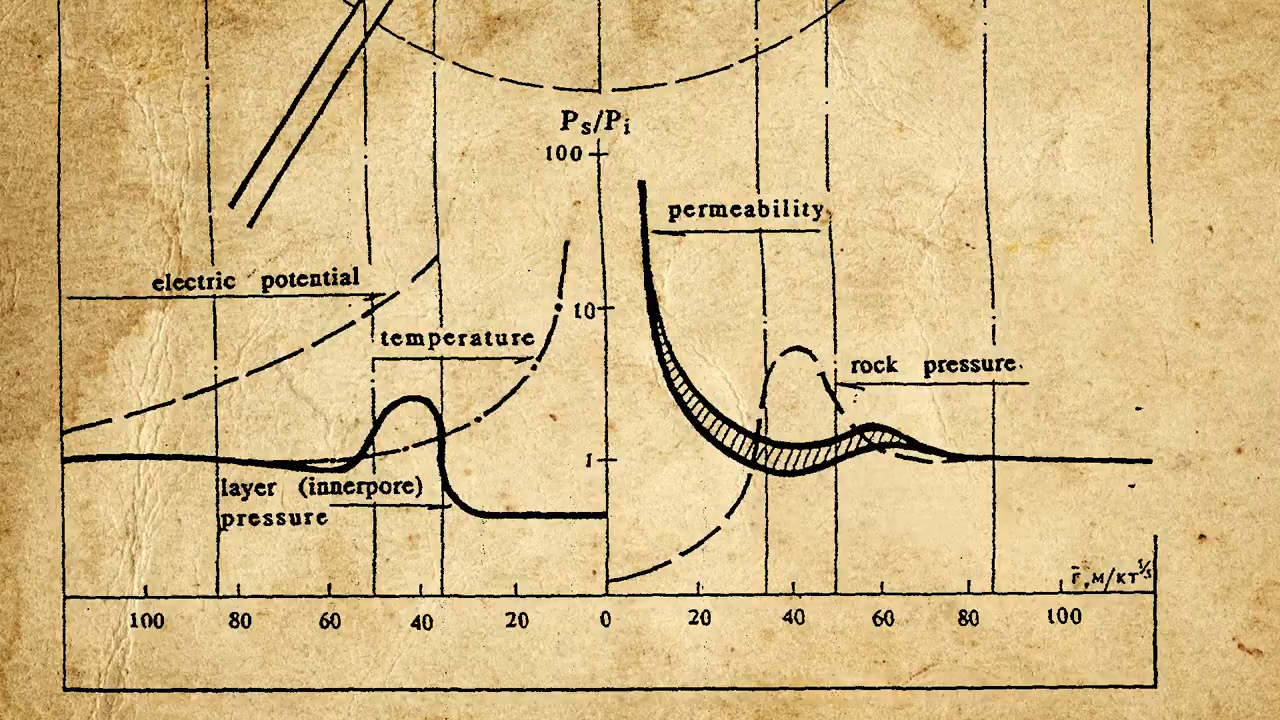 Ps/Pi
100
permeability
electric potential
10
temperature
rock pressure
1
layer (innerpore)
pressure
r̄, м/кт¹/³
100 80 60 40 20 0 20 40 60 80 100